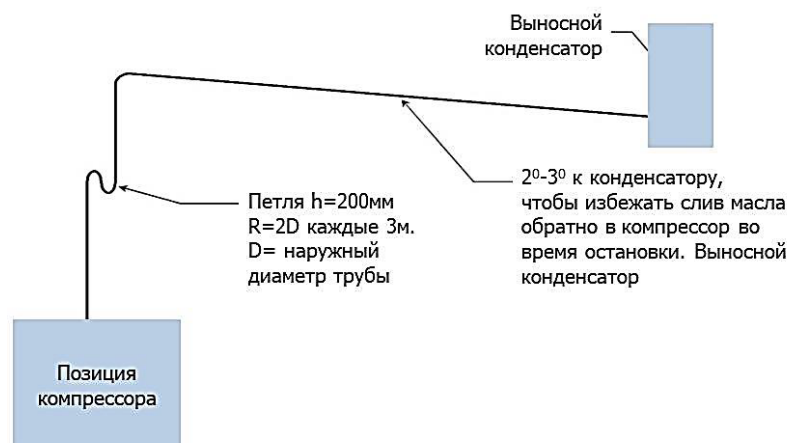 Выносной
конденсатор
2⁰-3⁰ к конденсатору,
чтобы избежать слив масла
обратно в компрессор во
время остановки. Выносной
конденсатор
Петля h=200мм
R=2D каждые 3м.
D= наружный
диаметр трубы
Позиция
компрессора